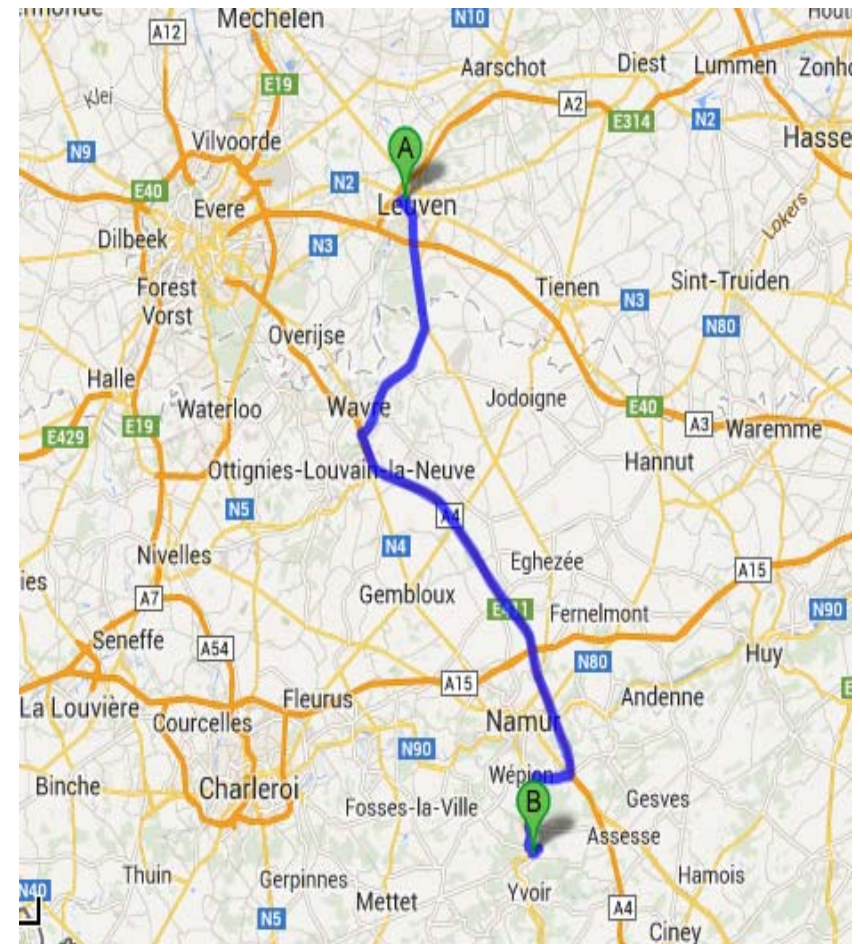 Mechelen
N10
A12
Aarschot
Diest
Lummen
E19
A2
Vilvoorde
E314
N2
Hasse
N9
A
N2
E40
Evere
Leuven
Dilbeek
N3
Lokers
Forest
Vorst
Tienen
Sint-Truiden
N3
Overijse
N80
Halle
Wavre
Jodoigne
Waterloo
E40
A3
Waremme
E429
E19
Ottignies-Louvain-la-Neuve
Hannut
N5
A4
N4
Nivelles
Eghezée
A15
ies
Gembloux
A7
E411
Fernelmont
N90
Seneffe
A54
N80
Huy
A15
Fleurus
Andenne
La Louvière
Courcelles
Namur
N90
Wépion
Binche
Charleroi
B
Gesves
Fosses-la-Ville
Assesse
Thuin
Gerpinnes
Hamois
N40
Mettet
Yvoir
N5
A4
Ciney